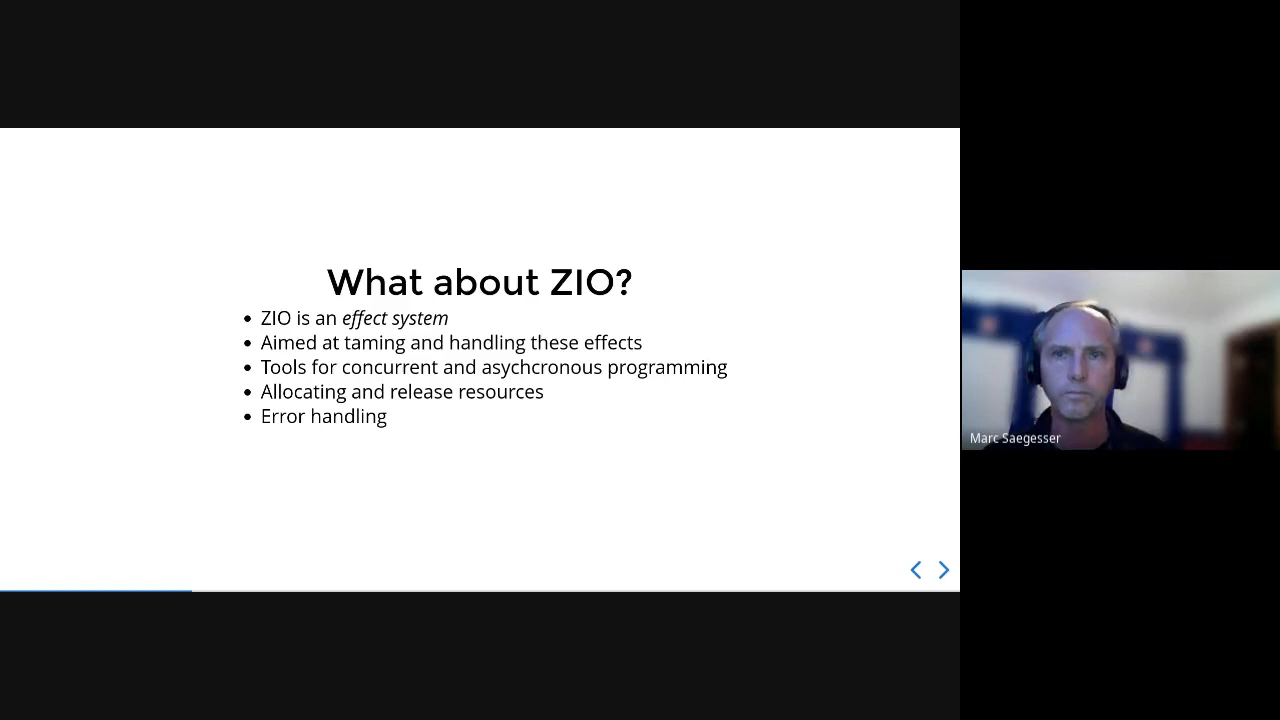 What about ZIO?
ZIO is an effect system
Aimed at taming and handling these effects
Tools for concurrent and asychcronous programming
Allocating and release resources
Error handling
Marc Saegesser